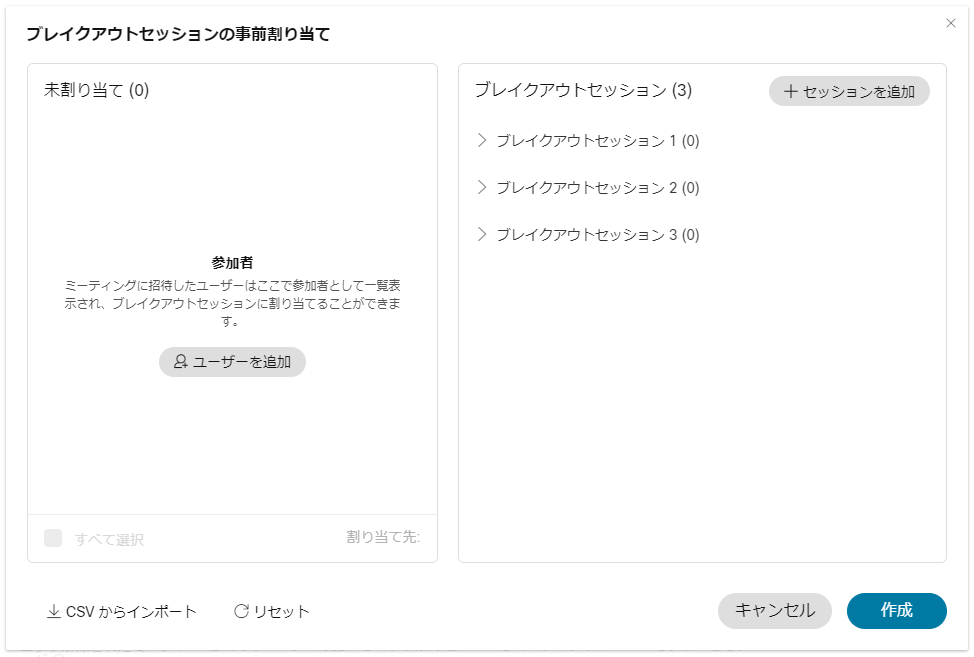 ブレイクアウトセッションの事前割り当て
未割り当て (0)
参加者
ミーティングに招待したユーザーはここで参加者として一覧表
示され、ブレイクアウトセッションに割り当てることができま
す。
ユーザーを追加
すべて選択
割り当て先:
ブレイクアウトセッション (3)
セッションを追加
ブレイクアウトセッション 1 (0)
ブレイクアウトセッション 2 (0)
ブレイクアウトセッション 3 (0)
CSV からインポート
リセット
キャンセル
作成